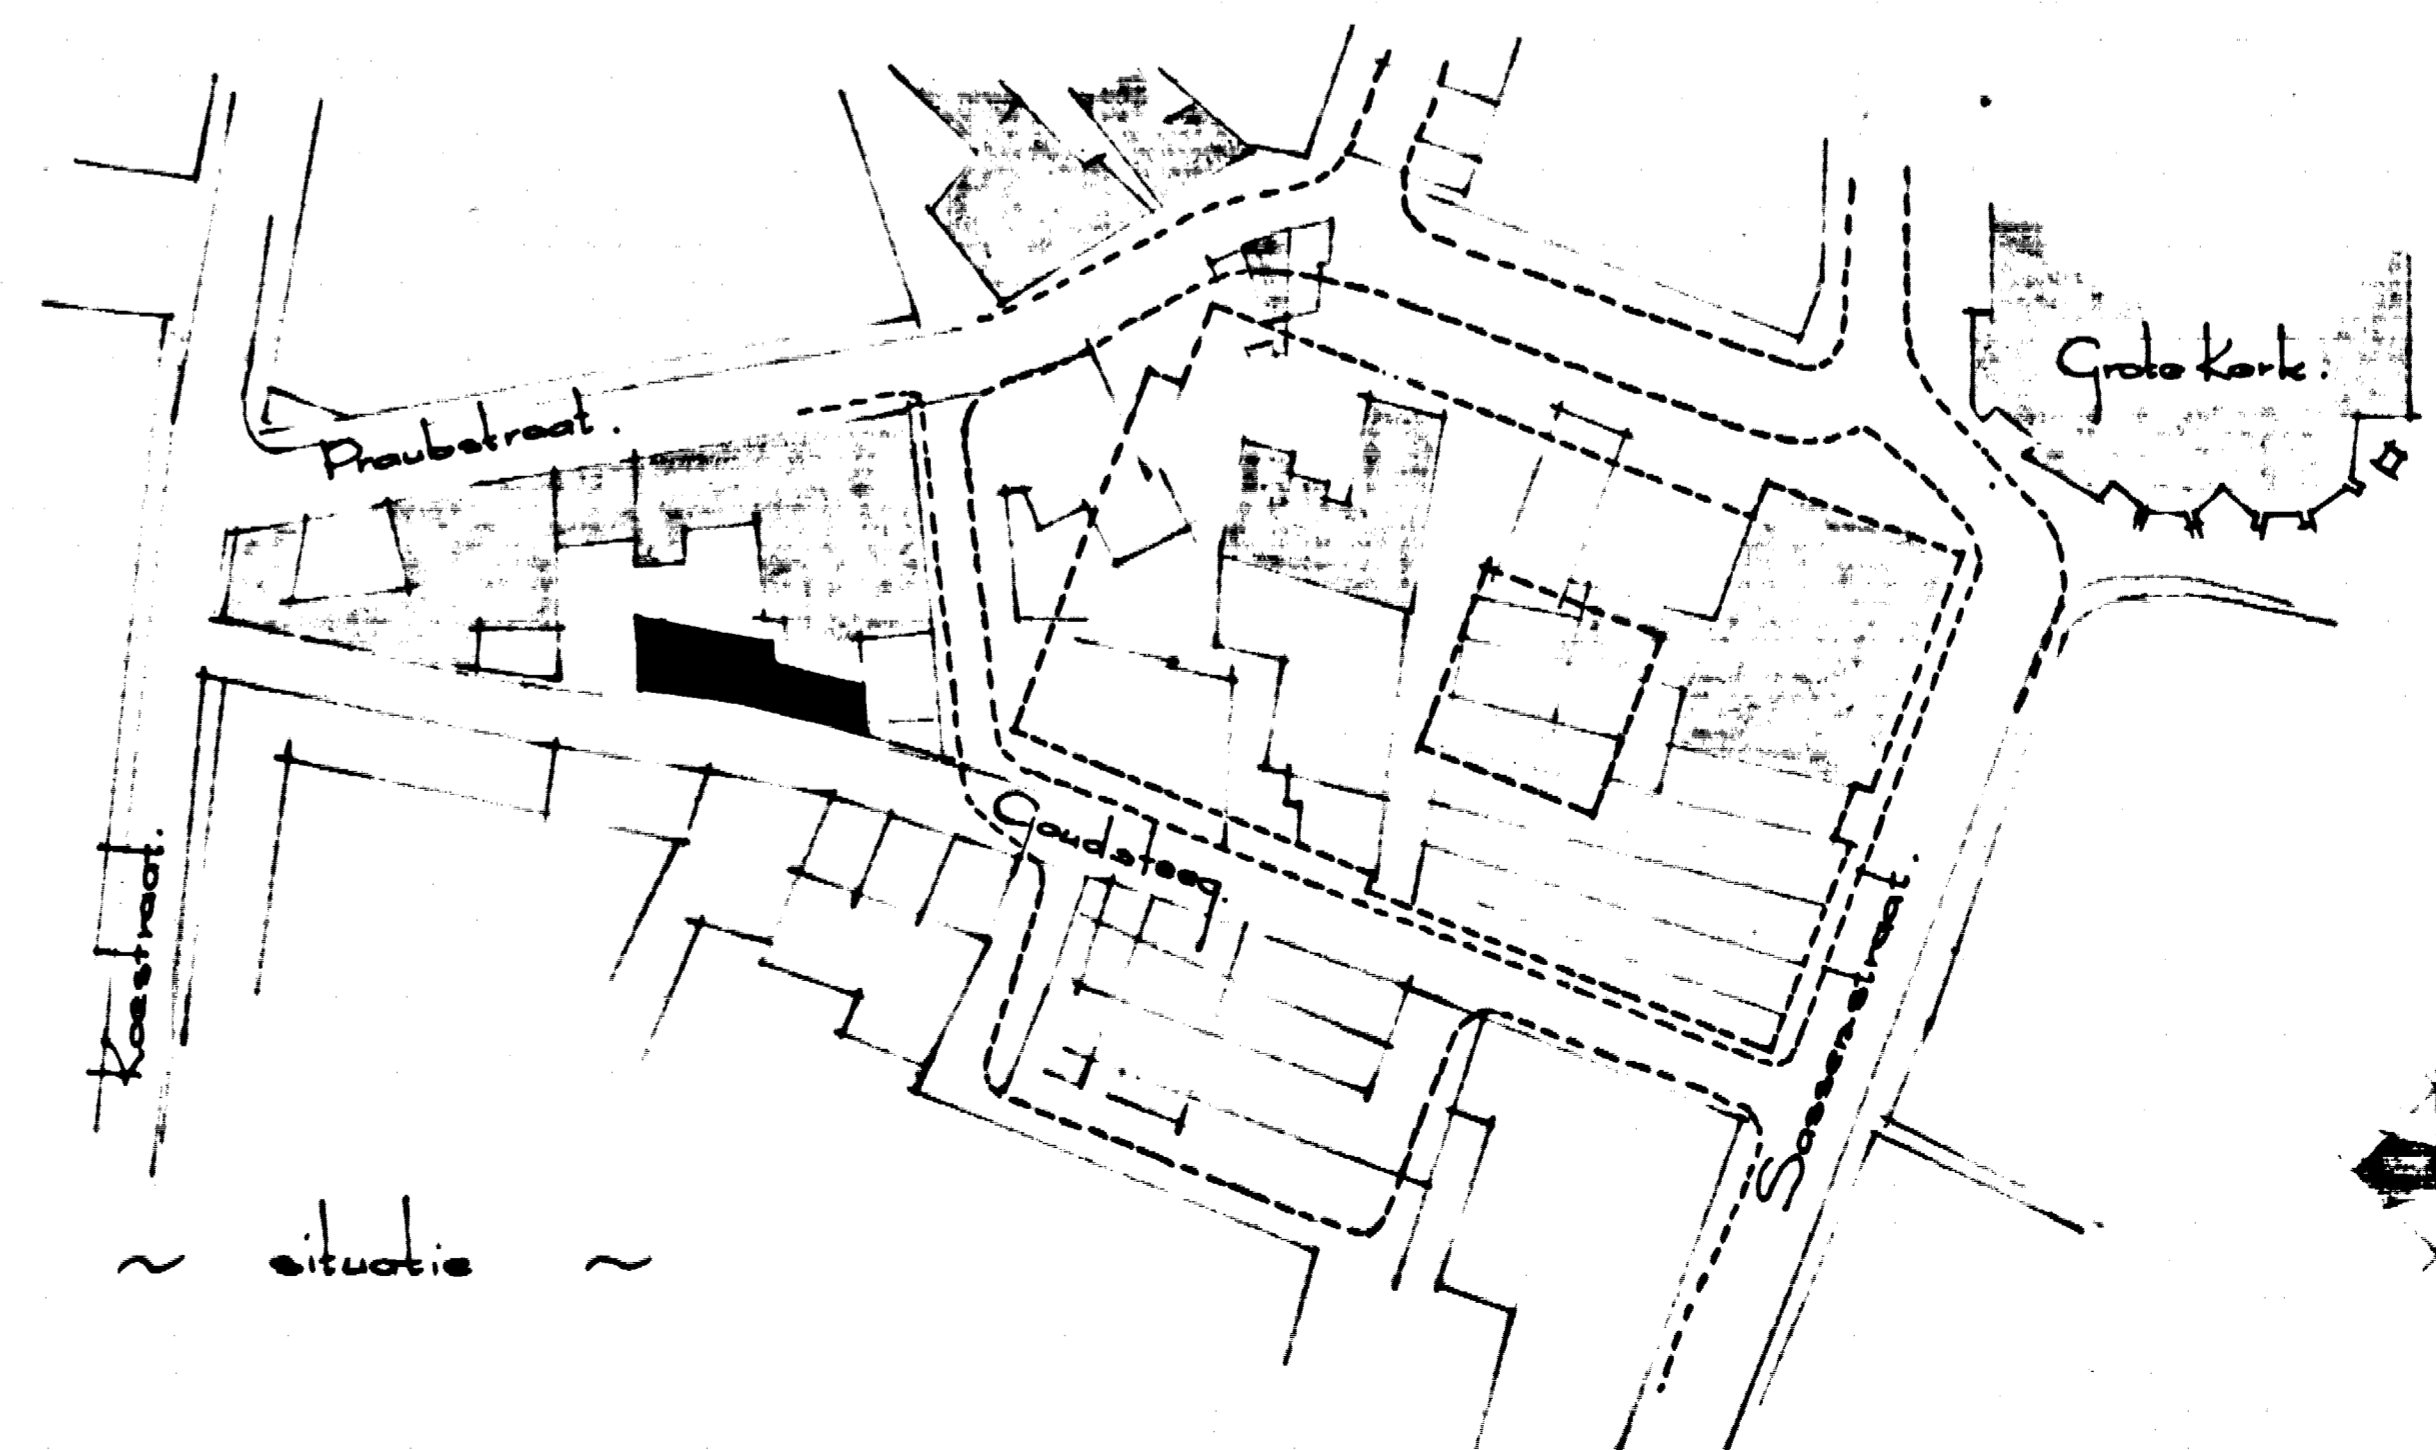 Grote Kerk.
Praubstraat.
Goudsteeg.
Koestraat.
Sassenstraat.
~ situatie ~